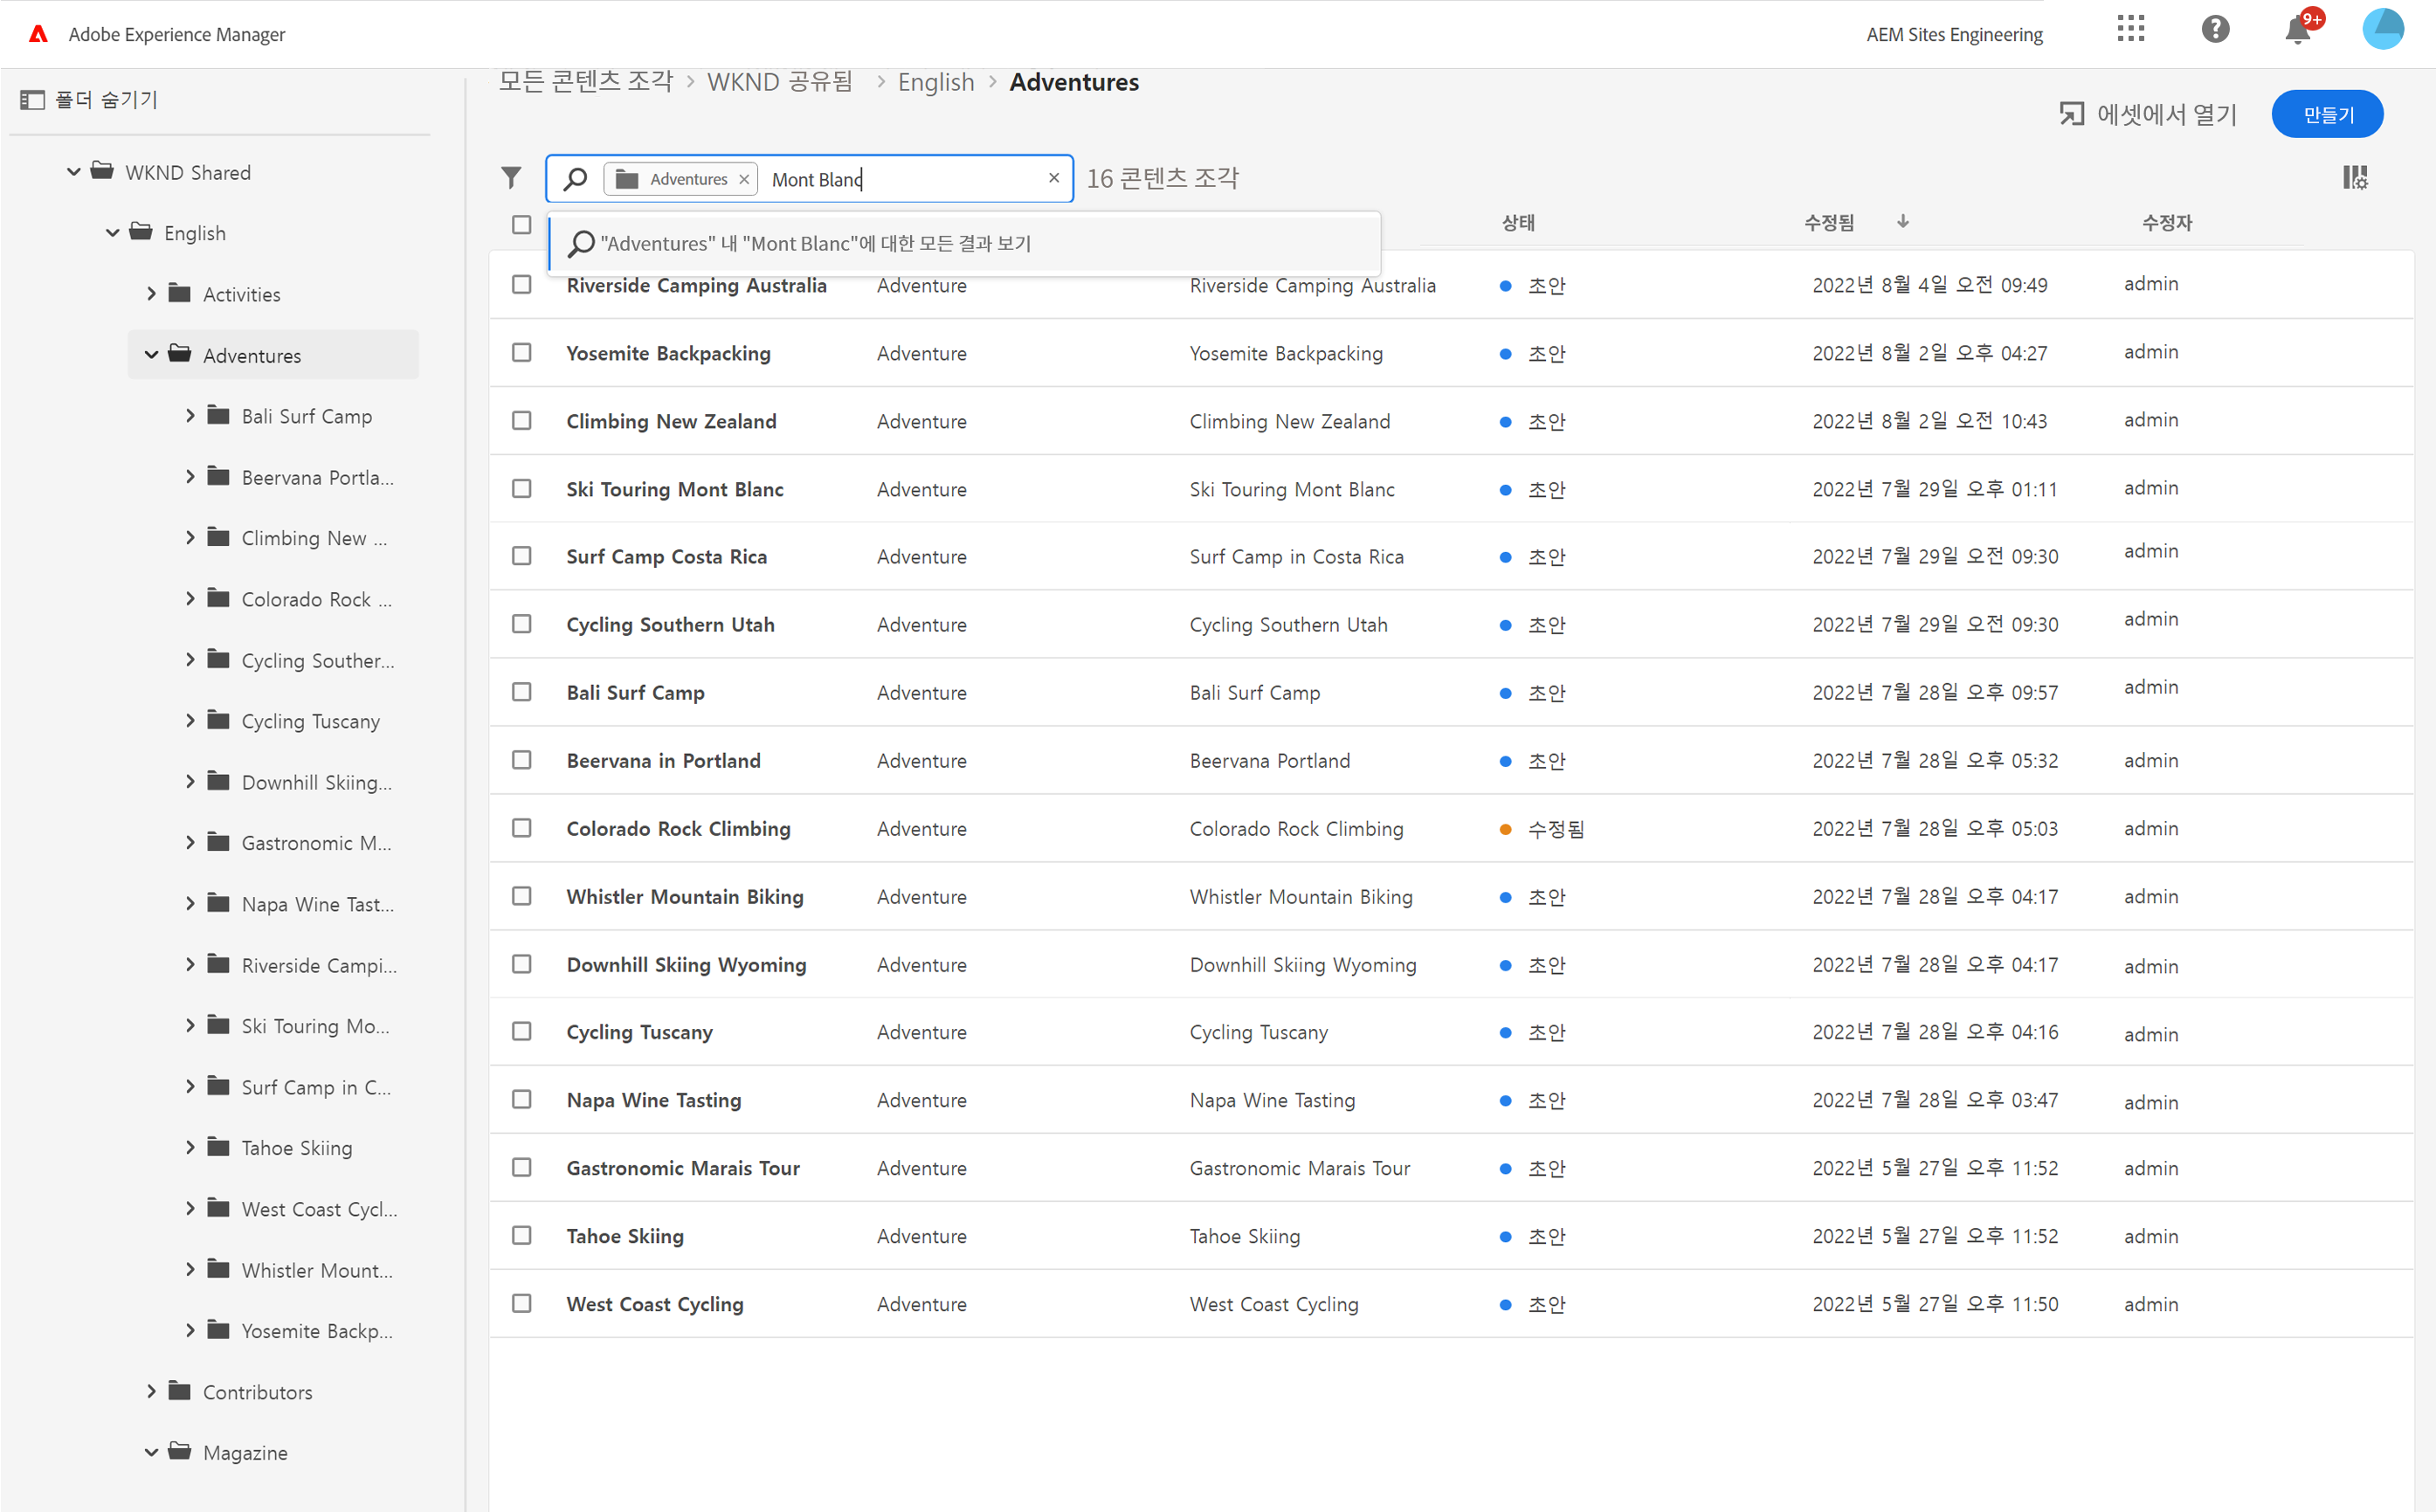 Adobe Experience Manager
AEM Sites Engineering
9+
폴더 숨기기
WKND Shared
English
Activities
Adventures
Bali Surf Camp
Beervana Portla...
Climbing New ...
Colorado Rock ...
Cycling Souther...
Cycling Tuscany
Downhill Skiing...
Gastronomic M...
Napa Wine Tast...
Riverside Campi...
Ski Touring Mo...
Surf Camp in C...
Tahoe Skiing
West Coast Cycl...
Whistler Mount...
Yosemite Backp...
Contributors
Magazine
모든 콘텐츠 조각 > WKND 공유됨 > English > Adventures
에셋에서 열기
만들기
Adventures Mont Blanc
16 콘텐츠 조각
"Adventures" 내 "Mont Blanc"에 대한 모든 결과 보기
상태 수정됨 수정자
Riverside Camping Australia Adventure Riverside Camping Australia 초안 2022년 8월 4일 오전 09:49 admin
Yosemite Backpacking Adventure Yosemite Backpacking 초안 2022년 8월 2일 오후 04:27 admin
Climbing New Zealand Adventure Climbing New Zealand 초안 2022년 8월 2일 오전 10:43 admin
Ski Touring Mont Blanc Adventure Ski Touring Mont Blanc 초안 2022년 7월 29일 오후 01:11 admin
Surf Camp Costa Rica Adventure Surf Camp in Costa Rica 초안 2022년 7월 29일 오전 09:30 admin
Cycling Southern Utah Adventure Cycling Southern Utah 초안 2022년 7월 29일 오전 09:30 admin
Bali Surf Camp Adventure Bali Surf Camp 초안 2022년 7월 28일 오후 09:57 admin
Beervana in Portland Adventure Beervana Portland 초안 2022년 7월 28일 오후 05:32 admin
Colorado Rock Climbing Adventure Colorado Rock Climbing 수정됨 2022년 7월 28일 오후 05:03 admin
Whistler Mountain Biking Adventure Whistler Mountain Biking 초안 2022년 7월 28일 오후 04:17 admin
Downhill Skiing Wyoming Adventure Downhill Skiing Wyoming 초안 2022년 7월 28일 오후 04:17 admin
Cycling Tuscany Adventure Cycling Tuscany 초안 2022년 7월 28일 오후 04:16 admin
Napa Wine Tasting Adventure Napa Wine Tasting 초안 2022년 7월 28일 오후 03:47 admin
Gastronomic Marais Tour Adventure Gastronomic Marais Tour 초안 2022년 5월 27일 오후 11:52 admin
Tahoe Skiing Adventure Tahoe Skiing 초안 2022년 5월 27일 오후 11:52 admin
West Coast Cycling Adventure West Coast Cycling 초안 2022년 5월 27일 오후 11:50 admin